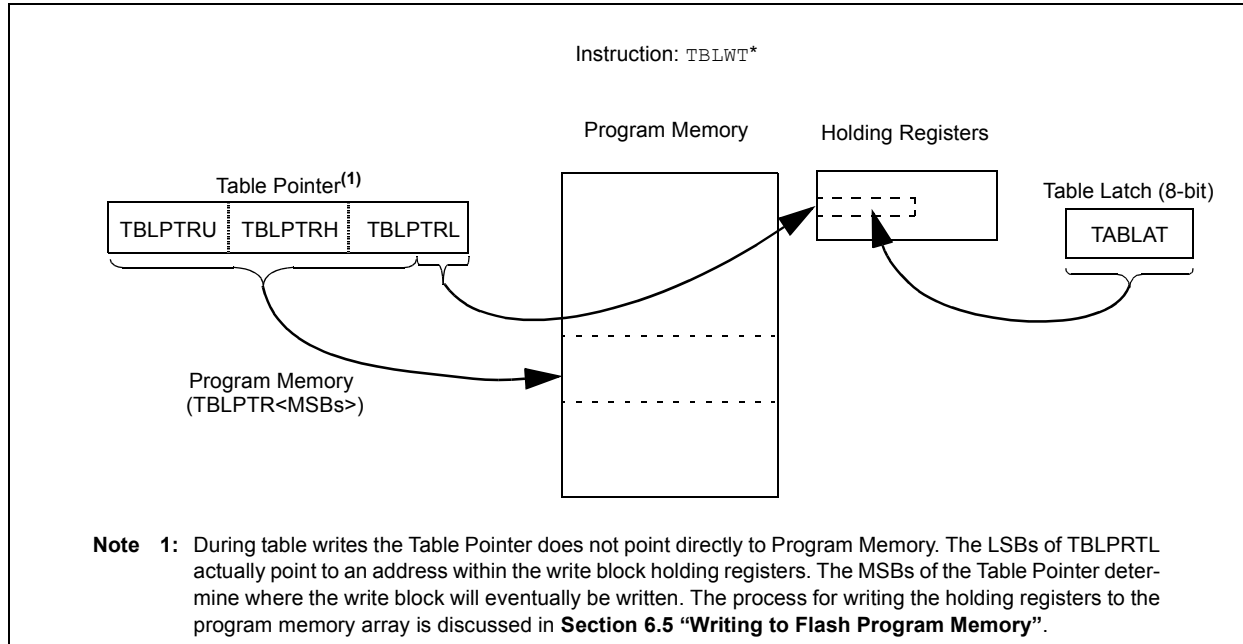 Instruction: TBLWT*
Program Memory
Holding Registers
Table Pointer(1)
Table Latch (8-bit)
TBLPTRU TBLPTRH TBLPTRL
TABLAT
Program Memory
(TBLPTR<MSBs>)
Note 1: During table writes the Table Pointer does not point directly to Program Memory. The LSBs of TBLPRTL
actually point to an address within the write block holding registers. The MSBs of the Table Pointer deter-
mine where the write block will eventually be written. The process for writing the holding registers to the
program memory array is discussed in Section 6.5 “Writing to Flash Program Memory”.